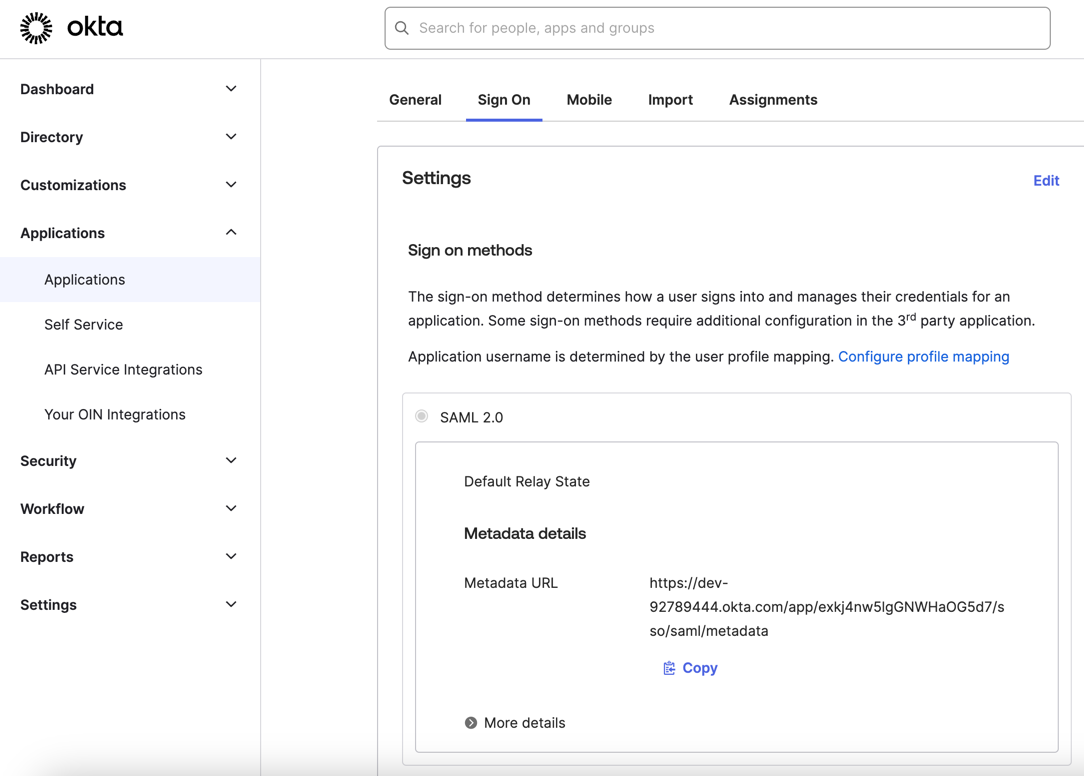 okta
Search for people, apps and groups
Dashboard
Directory
Customizations
Applications
Applications
Self Service
API Service Integrations
Your OIN Integrations
Security
Workflow
Reports
Settings
General Sign On Mobile Import Assignments
Settings
Edit
Sign on methods
The sign-on method determines how a user signs into and manages their credentials for an
application. Some sign-on methods require additional configuration in the 3rd party application.
Application username is determined by the user profile mapping. Configure profile mapping
SAML 2.0
Default Relay State
Metadata details
Metadata URL
https://dev-
92789444.okta.com/app/exkj4nw5lgGNWHaOG5d7/s
so/saml/metadata
Copy
More details